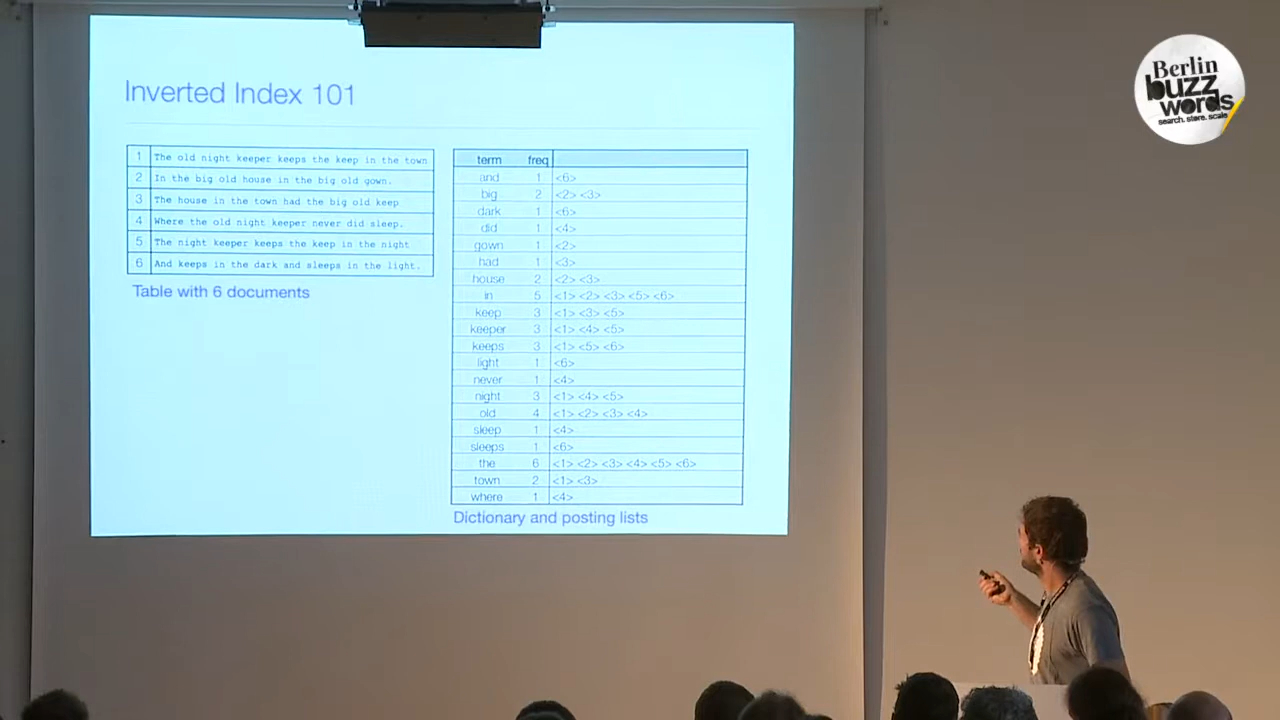 Inverted Index 101
1 The old night keeper keeps the keep in the town
2 In the big old house in the big old gown.
3 The house in the town had the big old keep
4 Where the old night keeper never did sleep.
5 The night keeper keeps the keep in the night
6 And keeps in the dark and sleeps in the light.
Table with 6 documents
term freq
and 1 <6>
big 2 <2> <3>
dark 1 <6>
did 1 <4>
gown 1 <2>
had 1 <3>
house 2 <2> <3>
in 5 <1> <2> <3> <5> <6>
keep 3 <1> <3> <5>
keeper 3 <1> <4> <5>
keeps 3 <1> <5> <6>
light 1 <6>
never 1 <4>
night 3 <1> <4> <5>
old 4 <1> <2> <3> <4>
sleep 1 <4>
sleeps 1 <6>
the 6 <1> <2> <3> <4> <5> <6>
town 2 <1> <3>
where 1 <4>
Dictionary and posting lists
Berlin
buzz
words
search. store. scale